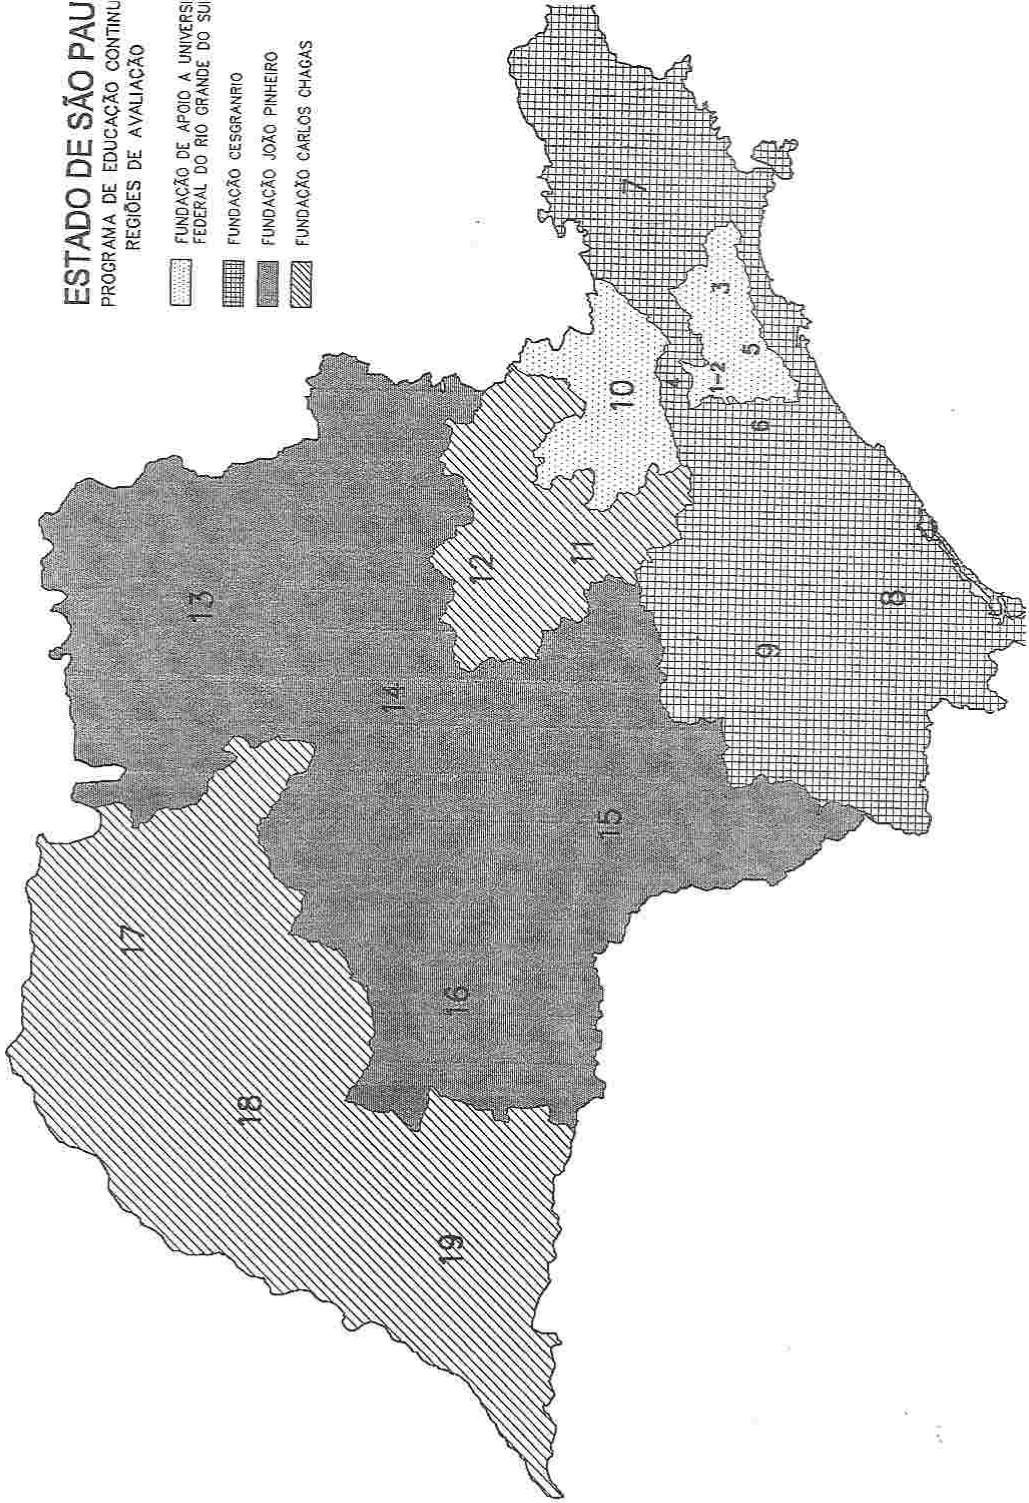 ESTADO DE SÃO PAU
PROGRAMA DE EDUCAÇÃO CONTINU
REGIÕES DE AVALIAÇÃO
FUNDAÇÃO DE APOIO A UNIVERSI
FEDERAL DO RIO GRANDE DO SUL
FUNDAÇÃO CESGRANRIO
FUNDAÇÃO JOÃO PINHEIRO
FUNDAÇÃO CARLOS CHAGAS
17
13
18
14
12
7
16
15
11
10
4
3
1-2
5
19
6
9
8